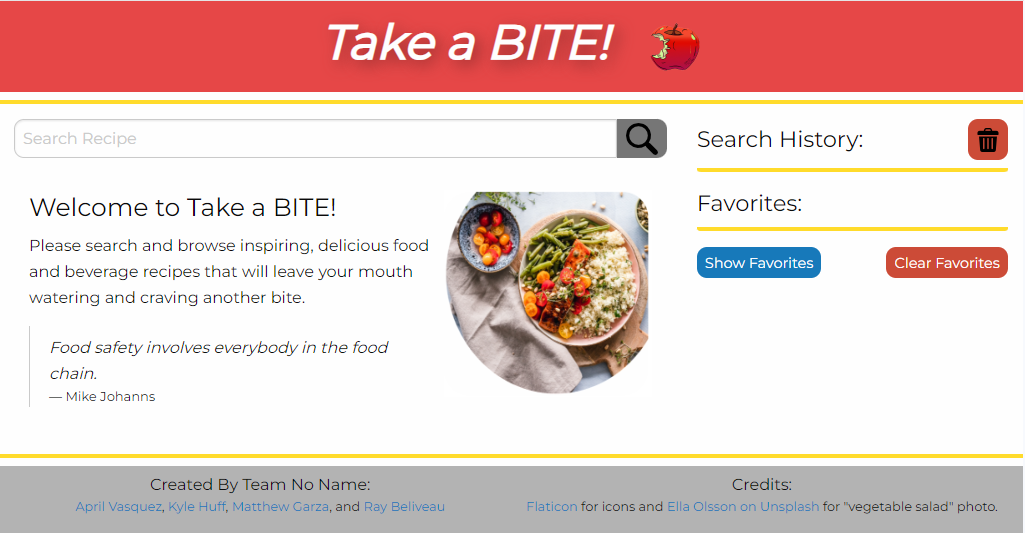 Take a BITE!
Search Recipe
Search History:
Favorites:
Show Favorites
Clear Favorites
Welcome to Take a BITE!
Please search and browse inspiring, delicious food
and beverage recipes that will leave your mouth
watering and craving another bite.
Food safety involves everybody in the food
chain.
— Mike Johanns
Created By Team No Name:
April Vasquez, Kyle Huff, Matthew Garza, and Ray Beliveau
Credits:
Flaticon for icons and Ella Olsson on Unsplash for "vegetable salad" photo.